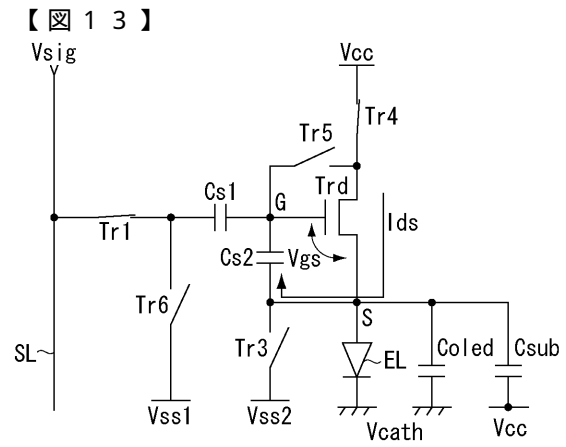 【図１３】
Vsig
Vcc
Tr4
Tr5
Trd
Cs1
G
Ids
Tr1
Cs2
Vgs
Tr6
S
SL
Tr3
EL
Coled
Csub
Vss1
Vss2
Vcath
Vcc